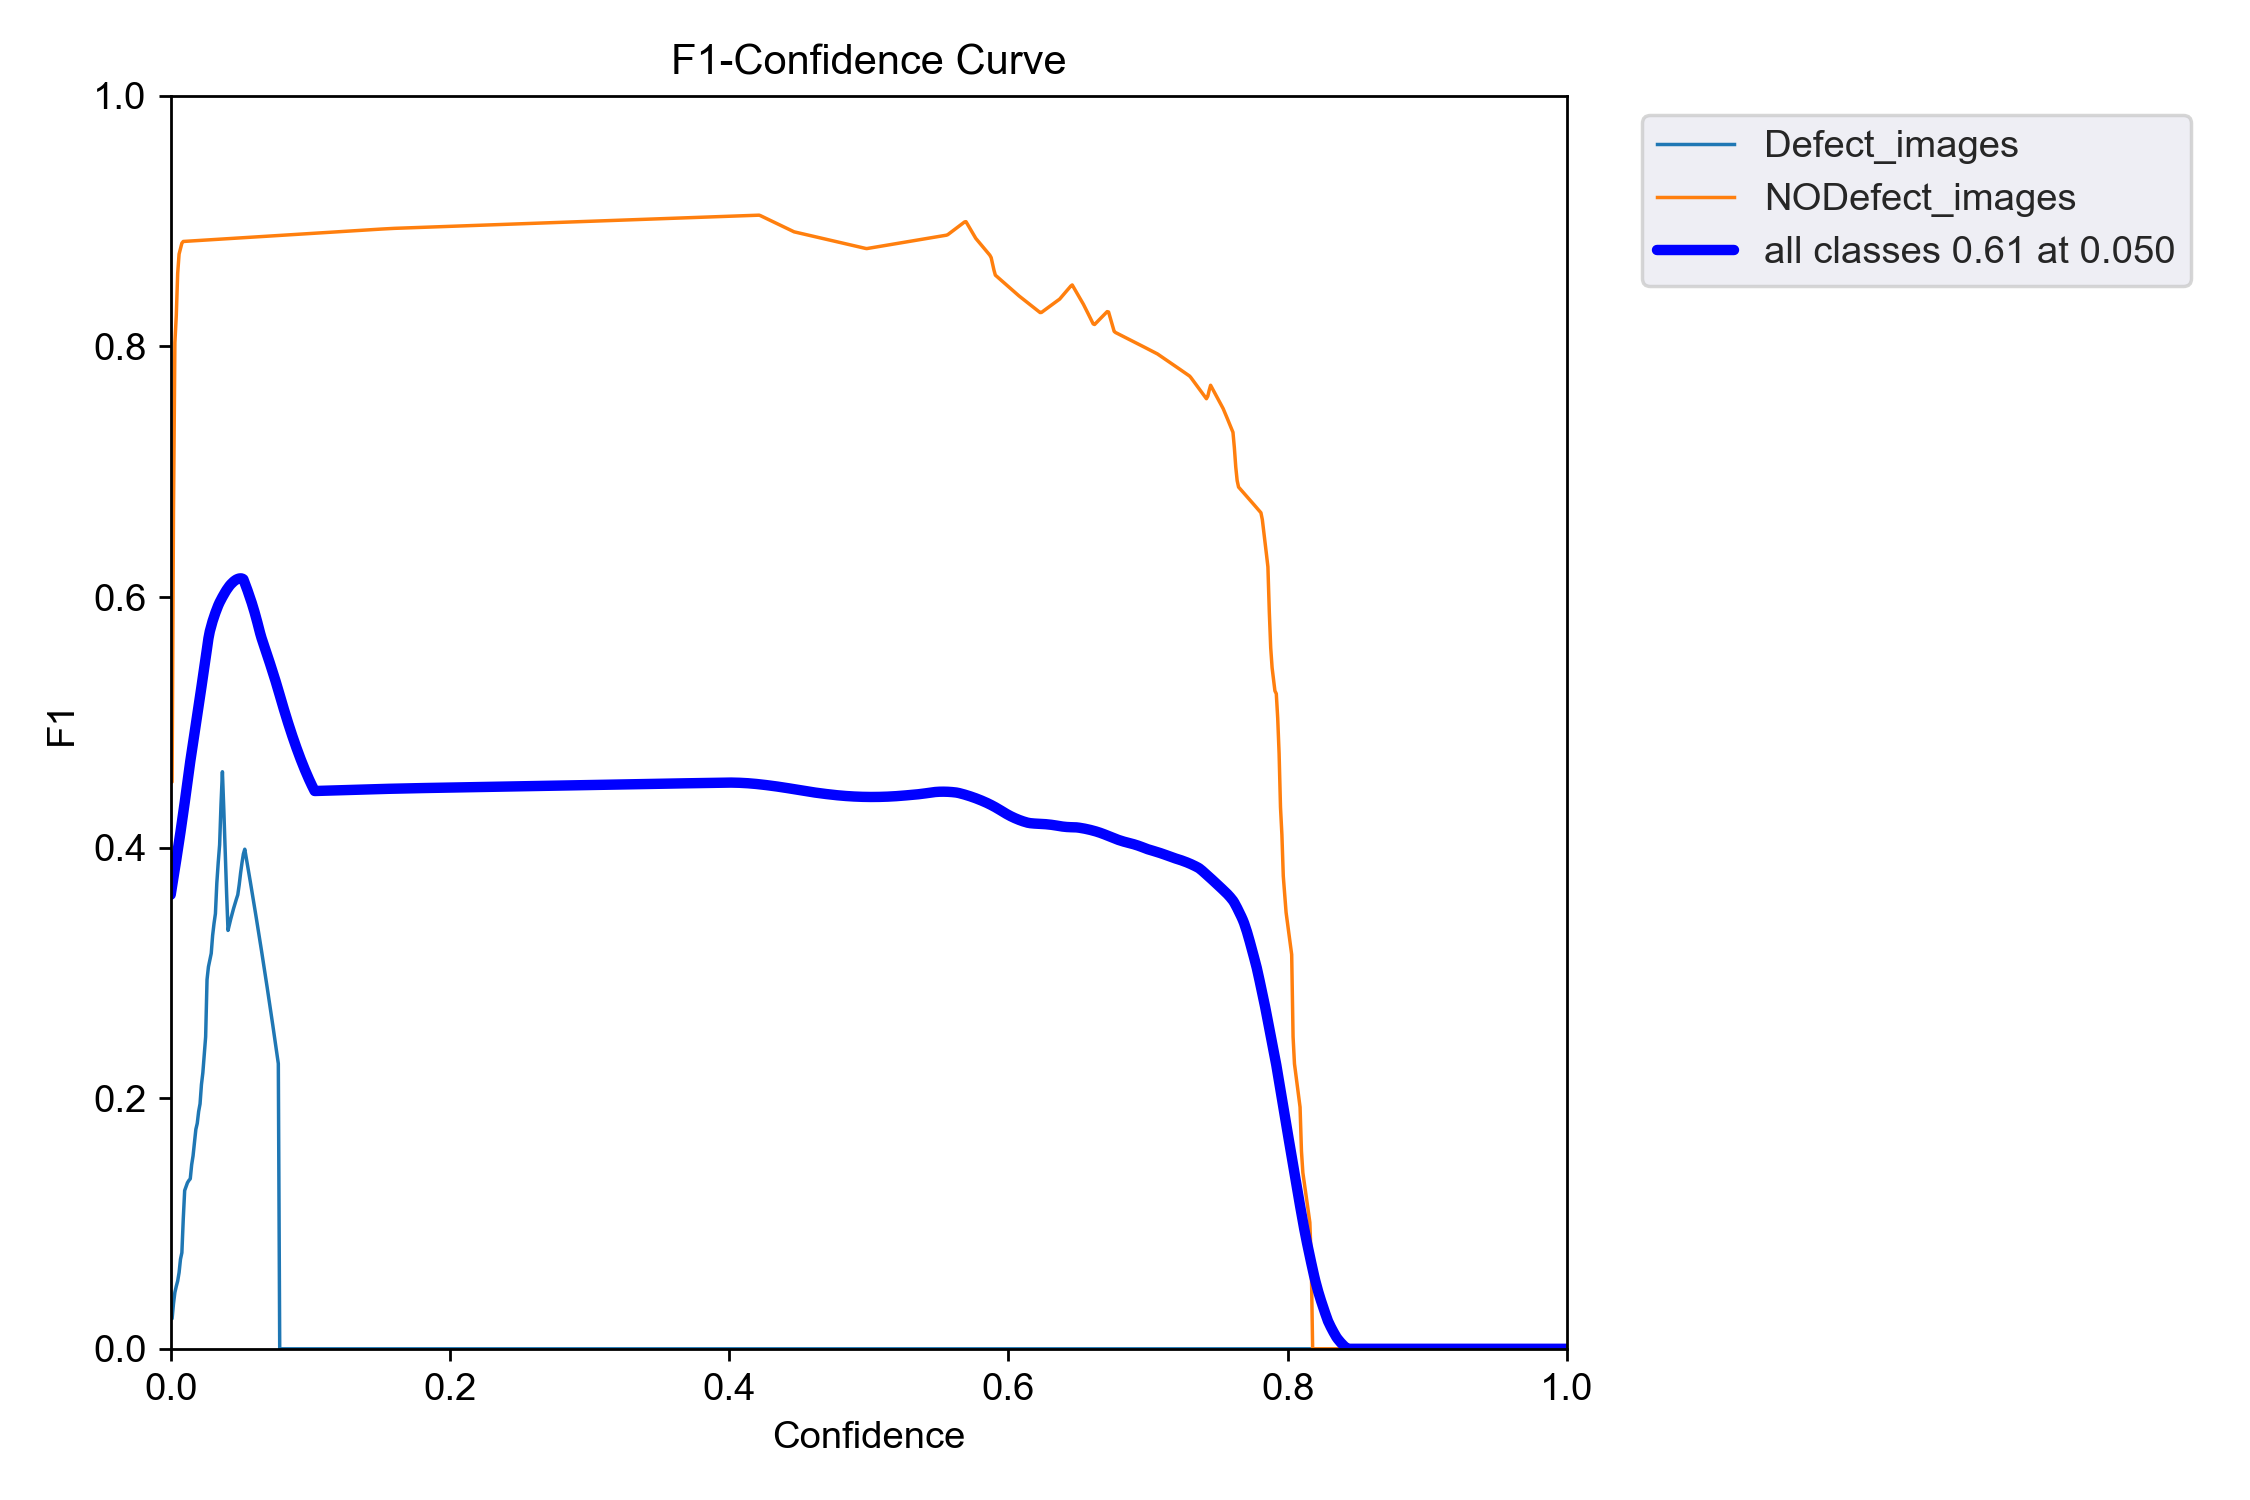 F1-Confidence Curve
1.0
0.8
0.6
0.4
0.2
0.0
F1
0.0 0.2 0.4 0.6 0.8 1.0
Confidence
Defect_images
NODefect_images
all classes 0.61 at 0.050